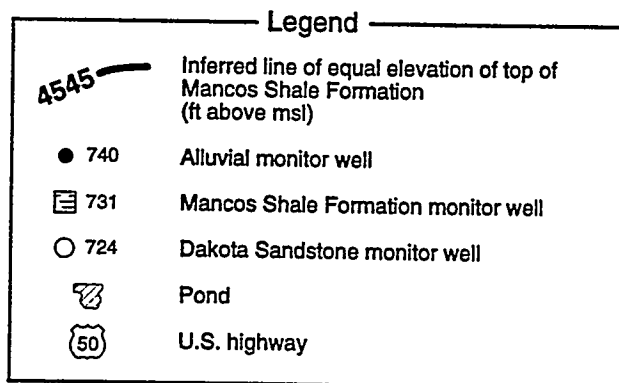 Legend
4545 Inferred line of equal elevation of top of
Mancos Shale Formation
(ft above msl)
740 Alluvial monitor well
731 Mancos Shale Formation monitor well
724 Dakota Sandstone monitor well
Pond
50 U.S. highway